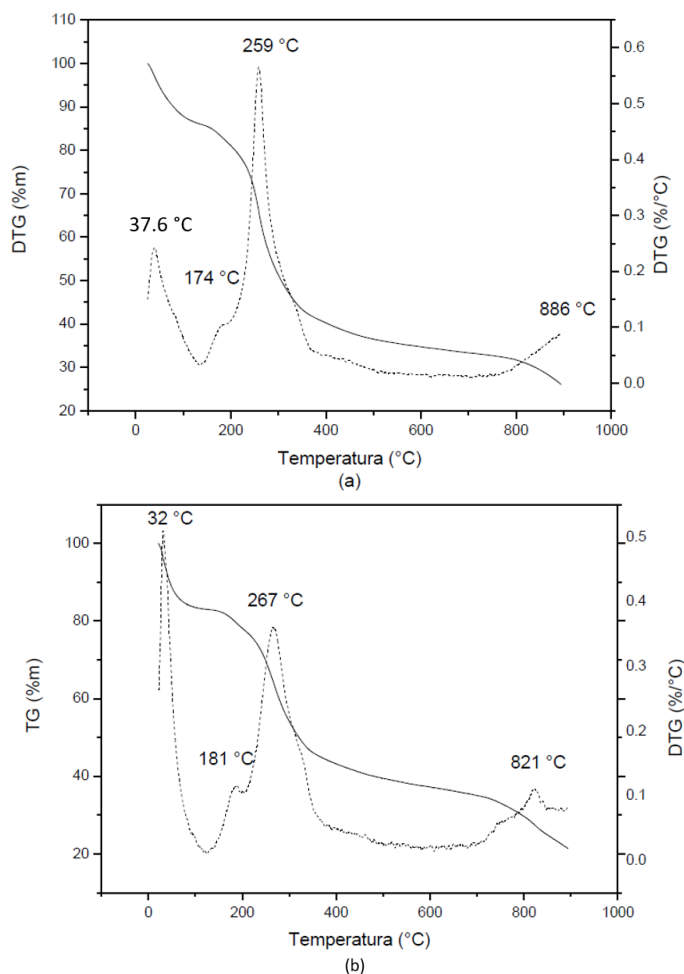 110
100
90
80
70
60
50
40
30
20
DTG (%m)
259 °C
37.6 °C
174 °C
886 °C
0.6
0.5
0.4
0.3
0.2
0.1
0.0
DTG (%/°C)
0 200 400 600 800 1000
Temperatura (°C)
(a)
32 °C
100
80
60
40
20
TG (%m)
267 °C
181 °C
821 °C
0.5
0.4
0.3
0.2
0.1
0.0
DTG (%/°C)
0 200 400 600 800 1000
Temperatura (°C)
(b)